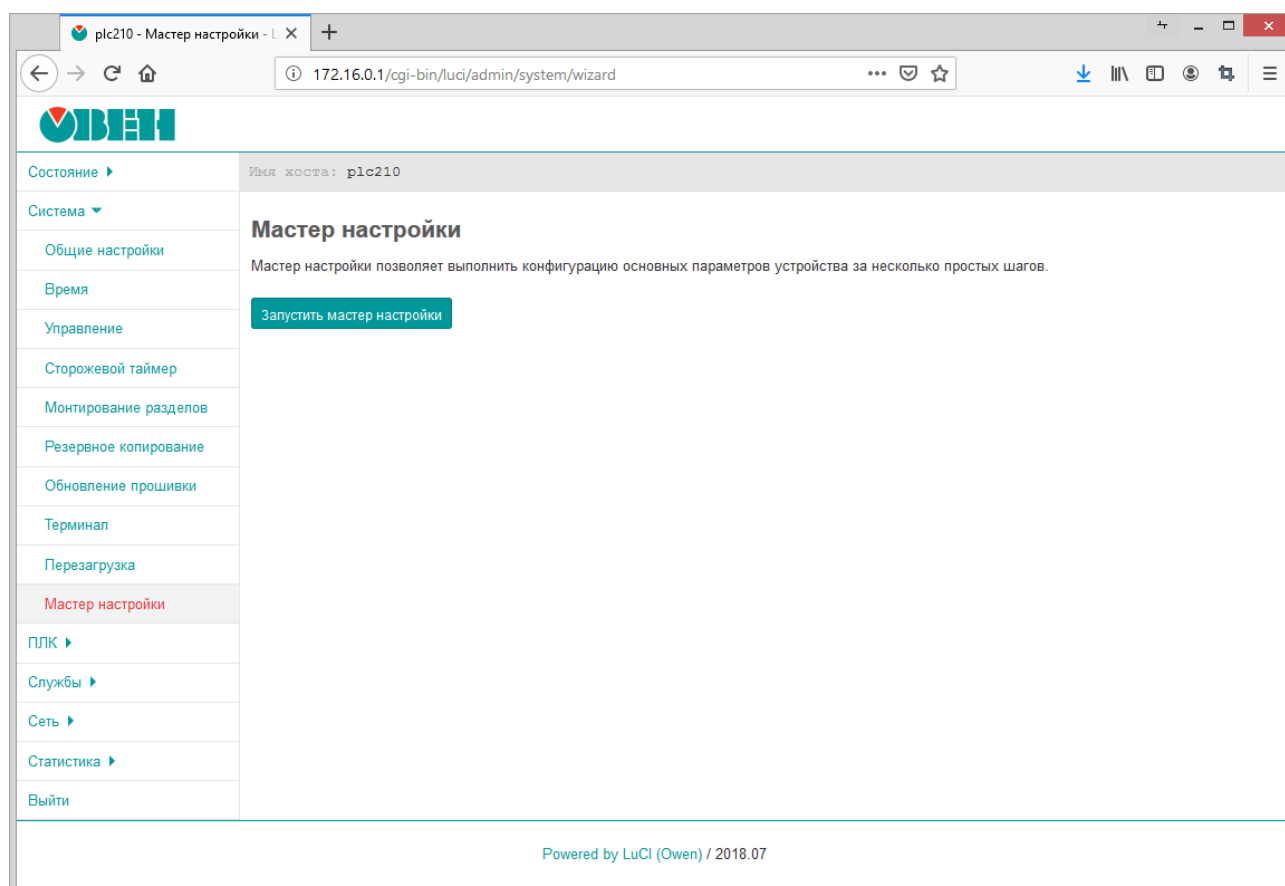 plc210 - Мастер настройки - L
172.16.0.1/cgi-bin/luci/admin/system/wizard
ОВЕН
Состояние
Имя хоста: plc210
Система
Общие настройки
Время
Управление
Сторожевой таймер
Монтирование разделов
Резервное копирование
Обновление прошивки
Терминал
Перезагрузка
Мастер настройки
ПЛК
Службы
Сеть
Статистика
Выйти
Мастер настройки
Мастер настройки позволяет выполнить конфигурацию основных параметров устройства за несколько простых шагов.
Запустить мастер настройки
Powered by LuCI (Owen) / 2018.07